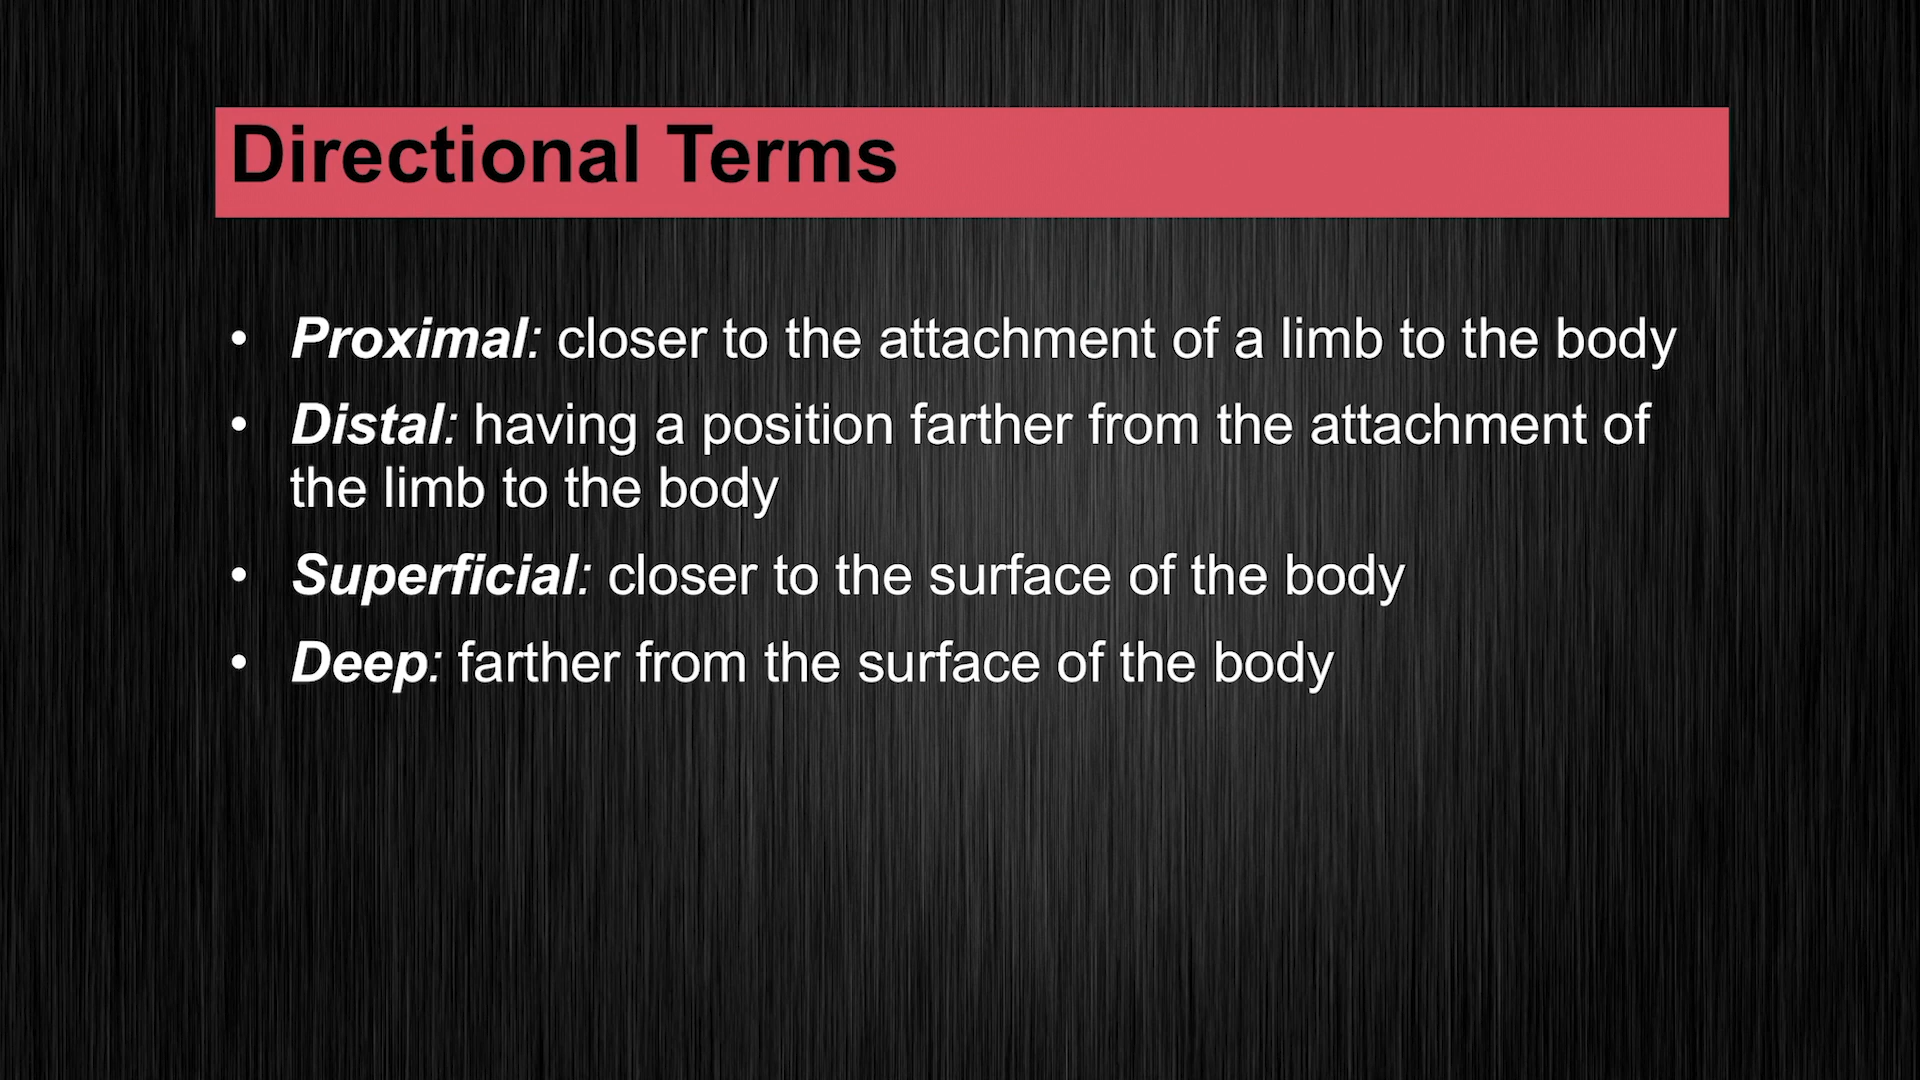 Directional Terms
• Proximal: closer to the attachment of a limb to the body
• Distal: having a position farther from the attachment of
the limb to the body
• Superficial: closer to the surface of the body
• Deep: farther from the surface of the body